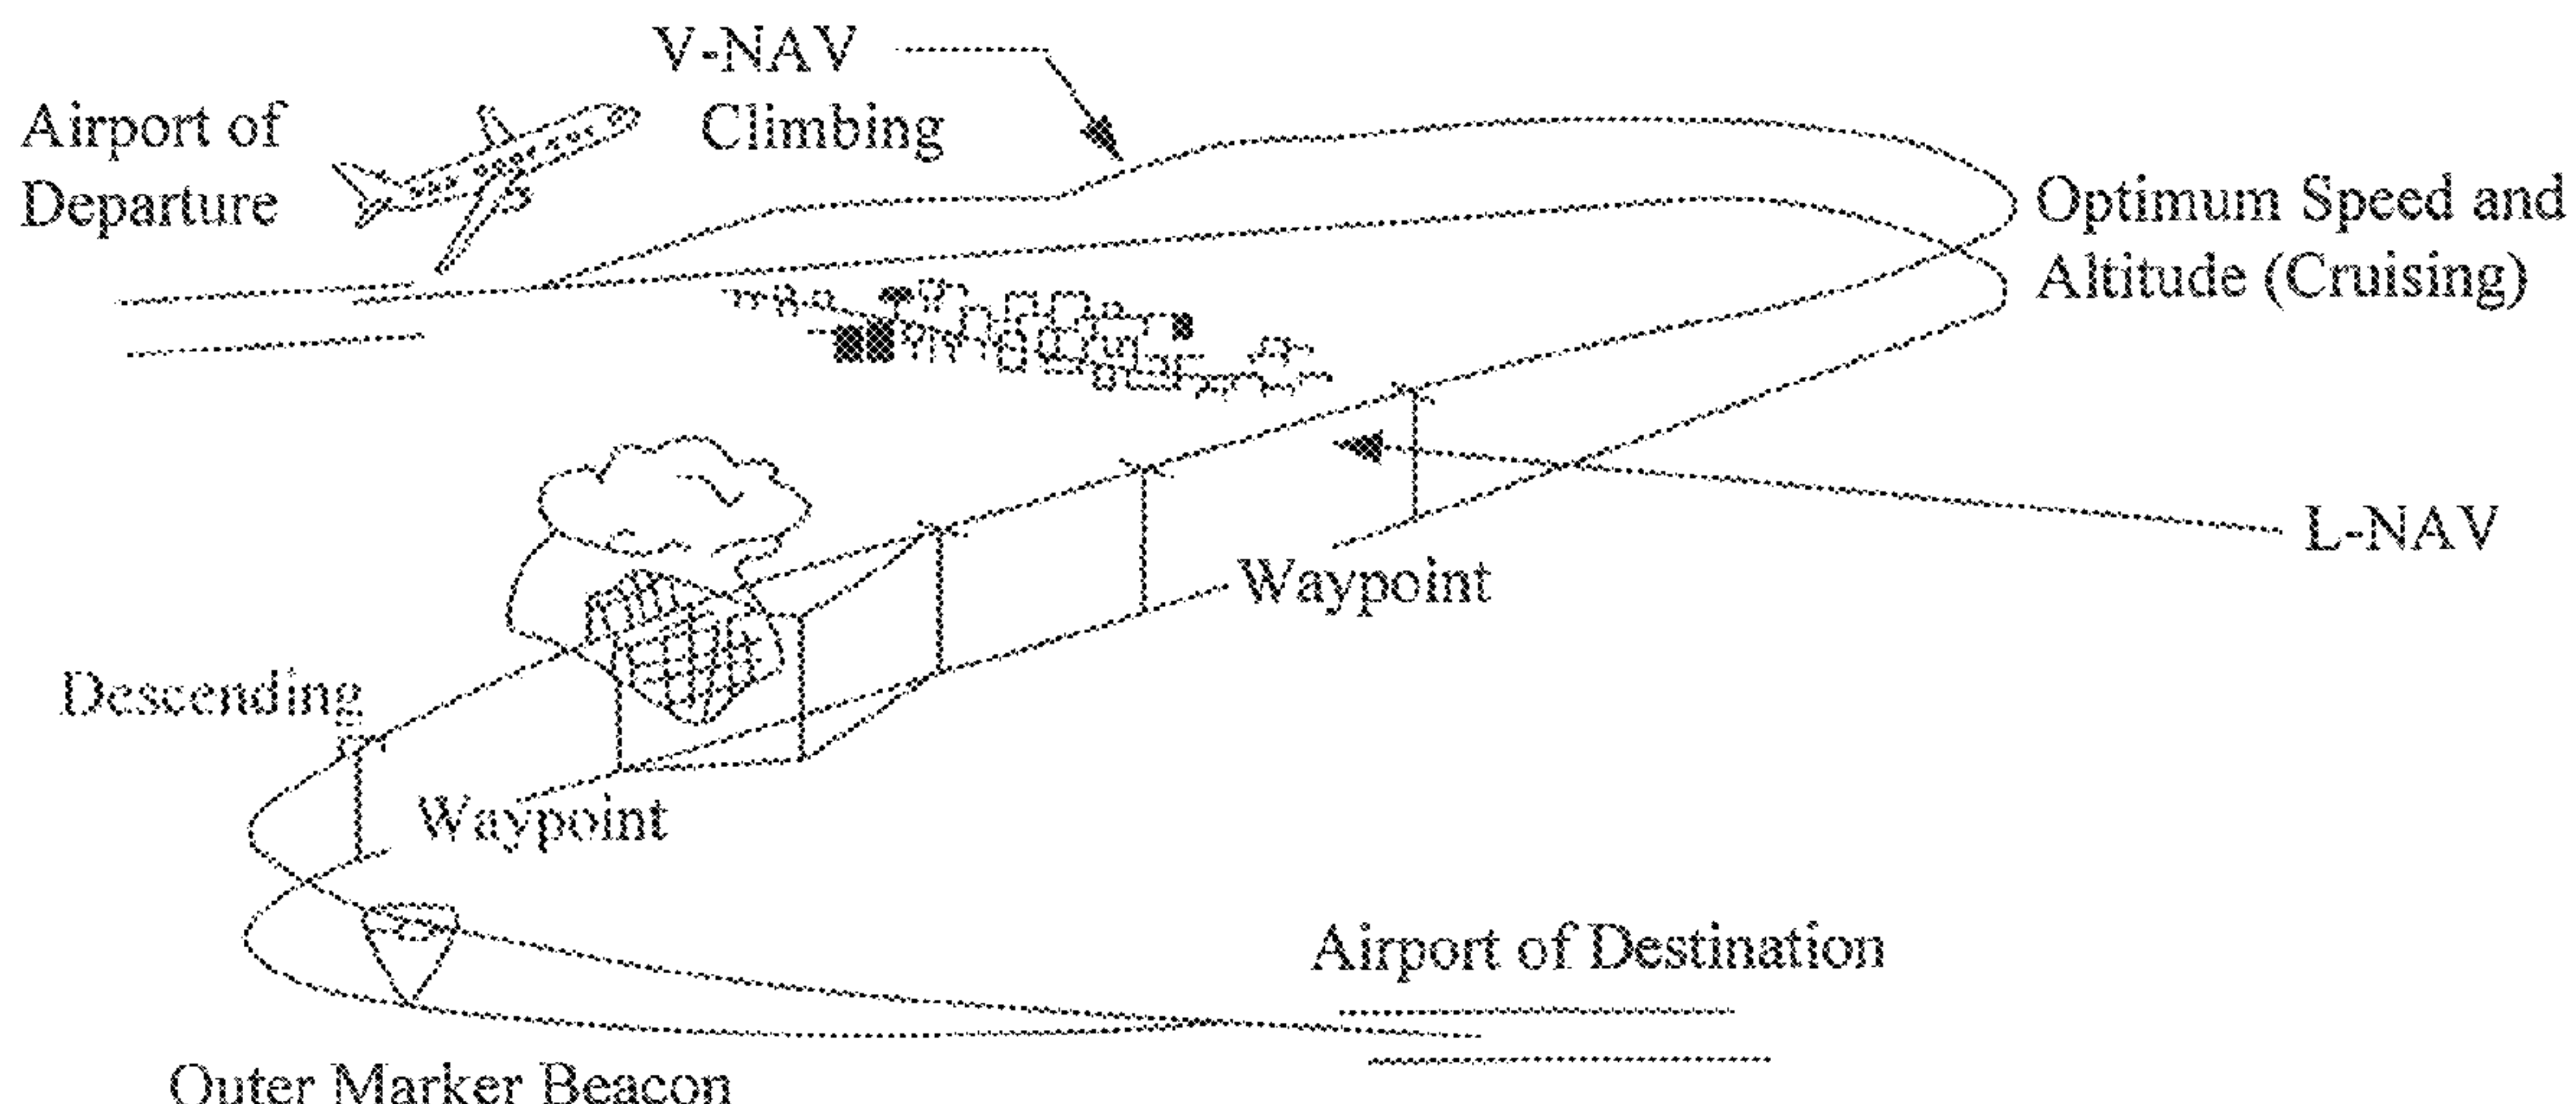 V-NAV
Climbing
Airport of
Departure
Optimum Speed and
Altitude (Cruising)
L-NAV
Waypoint
Descending
Waypoint
Airport of Destination
Outer Marker Beacon